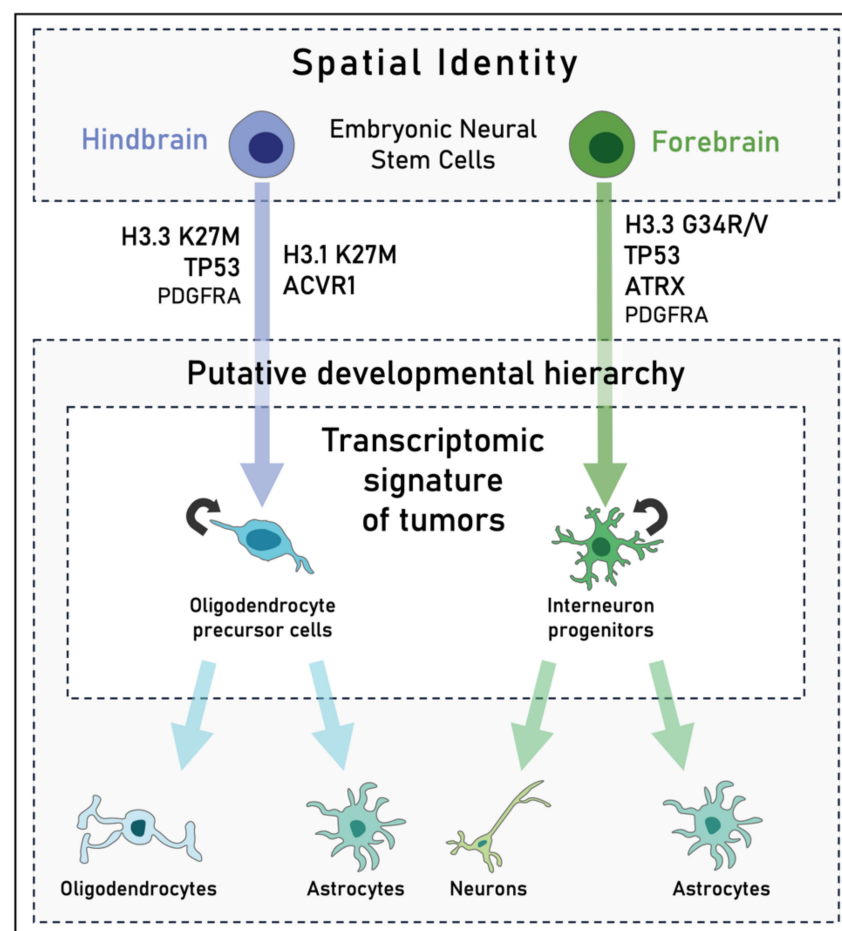 Spatial Identity
Hindbrain
Embryonic Neural
Stem Cells
Forebrain
H3.3 K27M
TP53
PDGFRA
H3.1 K27M
ACVR1
H3.3 G34R/V
TP53
ATRX
PDGFRA
Putative developmental hierarchy
Transcriptomic
signature
of tumors
Oligodendrocyte
precursor cells
Interneuron
progenitors
Oligodendrocytes
Astrocytes
Neurons
Astrocytes